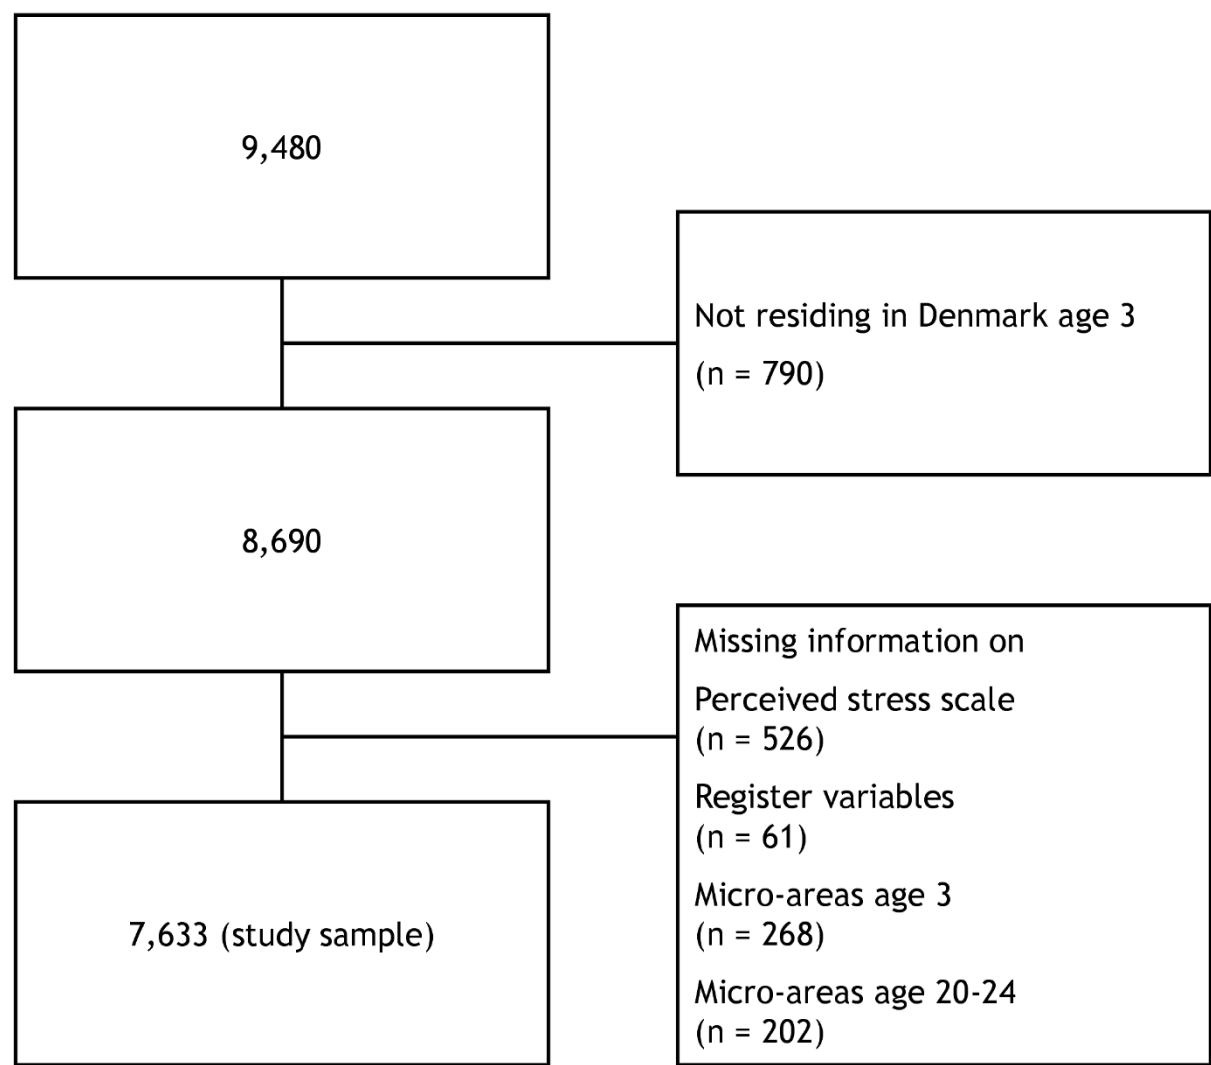 9,480
Not residing in Denmark age 3
(n = 790)
8,690
Missing information on
Perceived stress scale
(n = 526)
Register variables
(n = 61)
Micro-areas age 3
(n = 268)
Micro-areas age 20-24
(n = 202)
7,633 (study sample)